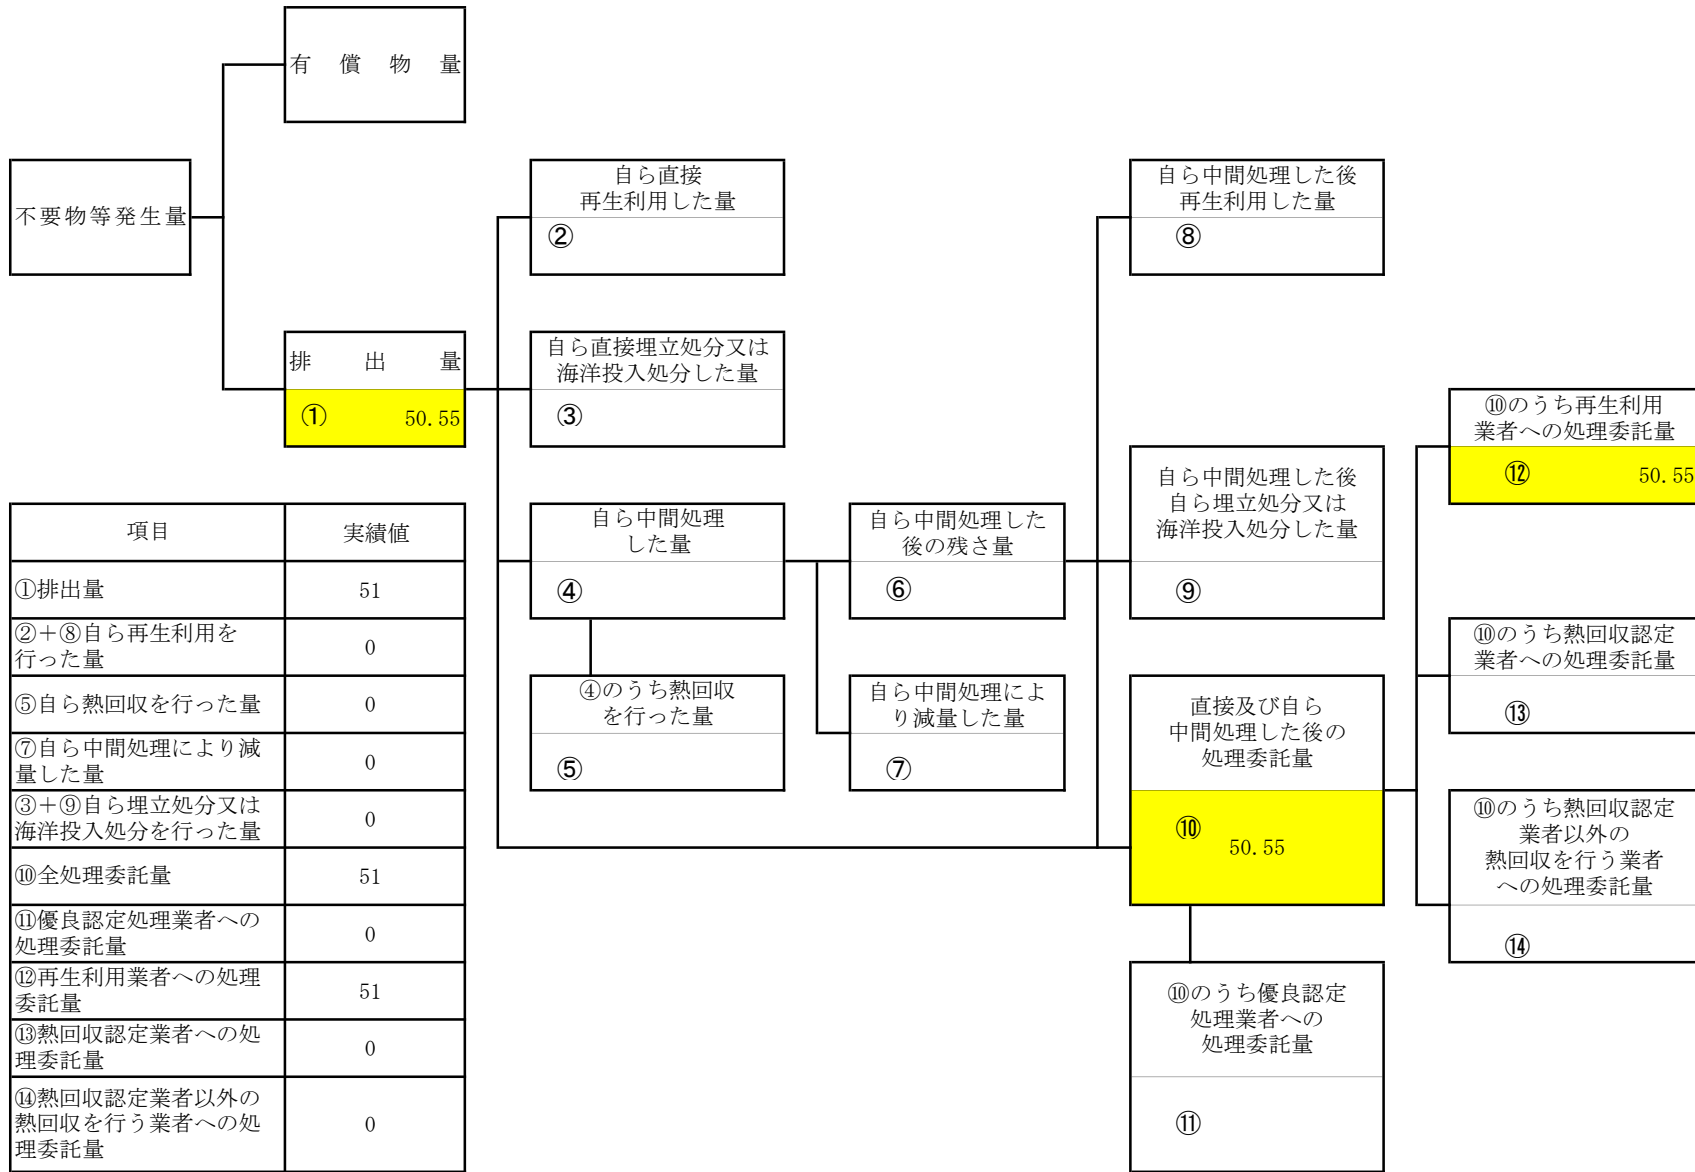 有償物量
不要物等発生量
排出量
① 50.55
自ら直接
再生利用した量
②
自ら直接埋立処分又は
海洋投入処分した量
③
自ら中間処理
した量
④
④のうち熱回収
を行った量
⑤
自ら中間処理した
後の残さ量
⑥
自ら中間処理によ
り減量した量
⑦
自ら中間処理した後
再生利用した量
⑧
自ら中間処理した後
自ら埋立処分又は
海洋投入処分した量
⑨
直接及び自ら
中間処理した後の
処理委託量
⑩
50.55
⑩のうち優良認定
処理業者への
処理委託量
⑪
⑩のうち再生利用
業者への処理委託量
⑫ 50.55
⑩のうち熱回収認定
業者への処理委託量
⑬
⑩のうち熱回収認定
業者以外の
熱回収を行う業者
への処理委託量
⑭
項目 実績値
①排出量 51
②＋⑧自ら再生利用を
行った量 0
⑤自ら熱回収を行った量 0
⑦自ら中間処理により減
量した量 0
③＋⑨自ら埋立処分又は
海洋投入処分を行った量 0
⑩全処理委託量 51
⑪優良認定処理業者への
処理委託量 0
⑫再生利用業者への処理
委託量 51
⑬熱回収認定業者への処
理委託量 0
⑭熱回収認定業者以外の
熱回収を行う業者への処
理委託量 0